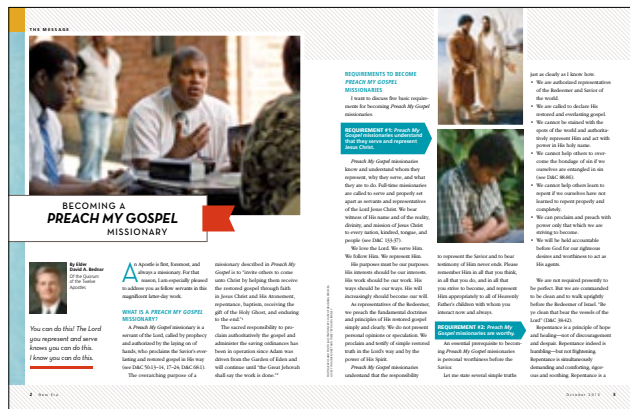 THE MESSAGE
BECOMING A
PREACH MY GOSPEL
MISSIONARY
By Elder
David A. Bednar
Of the Quorum
of the Twelve
Apostles
You can do this! The Lord
you represent and serve
knows you can do this.
I know you can do this.
An Apostle is first, foremost, and
always a missionary. For that
reason, I am especially pleased
to address you as fellow servants in this
magnificent latter-day work.
WHAT IS A PREACH MY GOSPEL
MISSIONARY?
A Preach My Gospel missionary is a
servant of the Lord, called by prophecy
and authorized by the laying on of
hands, who proclaims the Savior's ever-
lasting and restored gospel in His way
(see D&C 50:13–14, 17–24; D&C 68:1).
The overarching purpose of a
missionary described in Preach My
Gospel is to "invite others to come
unto Christ by helping them receive
the restored gospel through faith
in Jesus Christ and His Atonement,
repentance, baptism, receiving the
gift of the Holy Ghost, and enduring
to the end."
The sacred responsibility to pro-
claim authoritatively the gospel and
administer the saving ordinances has
been in operation since Adam was
driven from the Garden of Eden and
will continue until "the Great Jehovah
shall say the work is done."
2 New Era
REQUIREMENTS TO BECOME
PREACH MY GOSPEL
MISSIONARIES
I want to discuss five basic require-
ments for becoming Preach My Gospel
missionaries.
REQUIREMENT #1: Preach My
Gospel missionaries understand
that they serve and represent
Jesus Christ.
Preach My Gospel missionaries
know and understand whom they
represent, why they serve, and what
they are to do. Full-time missionaries
are called to serve and properly set
apart as servants and representatives
of the Lord Jesus Christ. We bear
witness of His name and of the reality,
divinity, and mission of Jesus Christ
to every nation, kindred, tongue, and
people (see D&C 133:37).
We love the Lord. We serve Him.
We follow Him. We represent Him.
His purposes must be our purposes.
His interests should be our interests.
His work should be our work. His
ways should be our ways. His will
increasingly should become our will.
As representatives of the Redeemer,
we preach the fundamental doctrines
and principles of His restored gospel
simply and clearly. We do not present
personal opinions or speculation. We
proclaim and testify of simple restored
truth in the Lord's way and by the
power of His Spirit.
Preach My Gospel missionaries
understand that the responsibility
to represent the Savior and to bear
testimony of Him never ends. Please
remember Him in all that you think,
in all that you do, and in all that
you strive to become, and represent
Him appropriately to all of Heavenly
Father's children with whom you
interact now and always.
REQUIREMENT #2: Preach My
Gospel missionaries are worthy.
An essential prerequisite to becom-
ing Preach My Gospel missionaries
is personal worthiness before the
Savior.
Let me state several simple truths
just as clearly as I know how.
• We are authorized representatives
of the Redeemer and Savior of
the world.
• We are called to declare His
restored and everlasting gospel.
• We cannot be stained with the
spots of the world and authorita-
tively represent Him and act with
power in His holy name.
• We cannot help others to over-
come the bondage of sin if we
ourselves are entangled in sin
(see D&C 88:86).
• We cannot help others learn to
repent if we ourselves have not
learned to repent properly and
completely.
• We can proclaim and preach with
power only that which we are
striving to become.
• We will be held accountable
before God for our righteous
desires and worthiness to act as
His agents.
We are not required presently to
be perfect. But we are commanded
to be clean and to walk uprightly
before the Redeemer of Israel. "Be
ye clean that bear the vessels of the
Lord" (D&C 38:42).
Repentance is a principle of hope
and healing—not of discouragement
and despair. Repentance indeed is
humbling—but not frightening.
Repentance is simultaneously
demanding and comforting, rigor-
ous and soothing. Repentance is a
October 2013 3